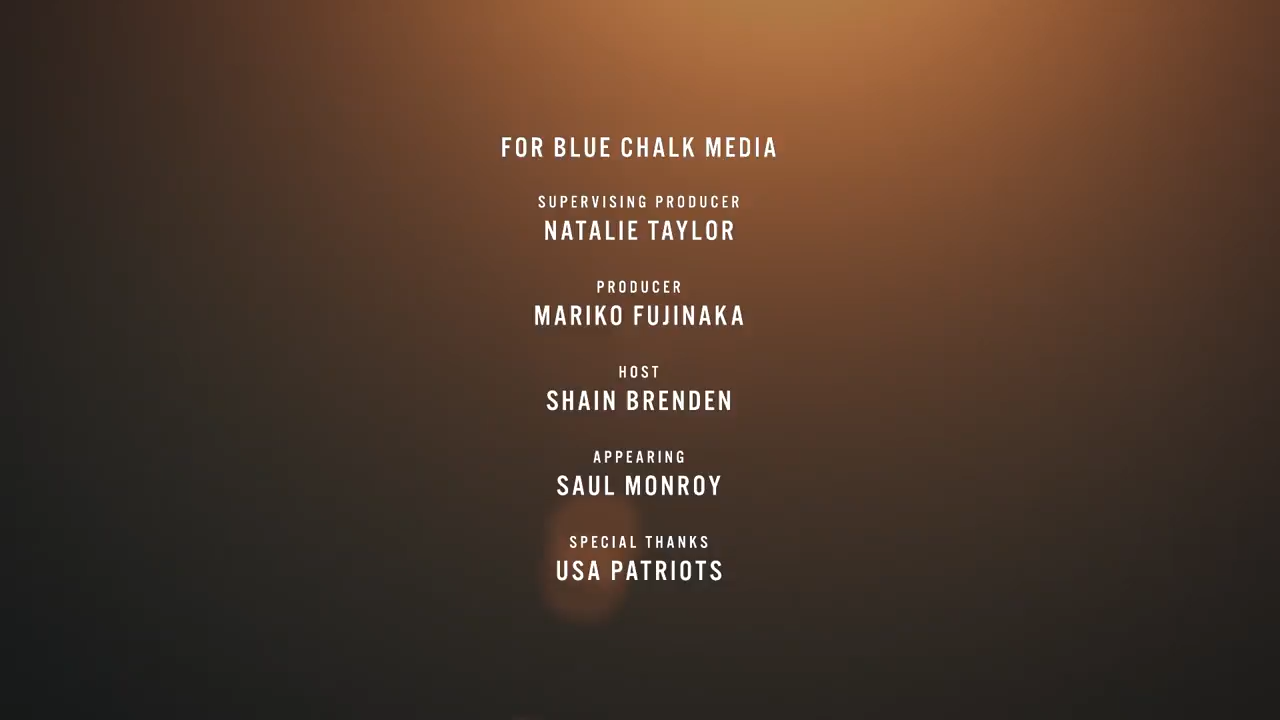 FOR BLUE CHALK MEDIA
SUPERVISING PRODUCER
NATALIE TAYLOR
PRODUCER
MARIKO FUJINAKA
HOST
SHAIN BRENDEN
APPEARING
SAUL MONROY
SPECIAL THANKS
USA PATRIOTS